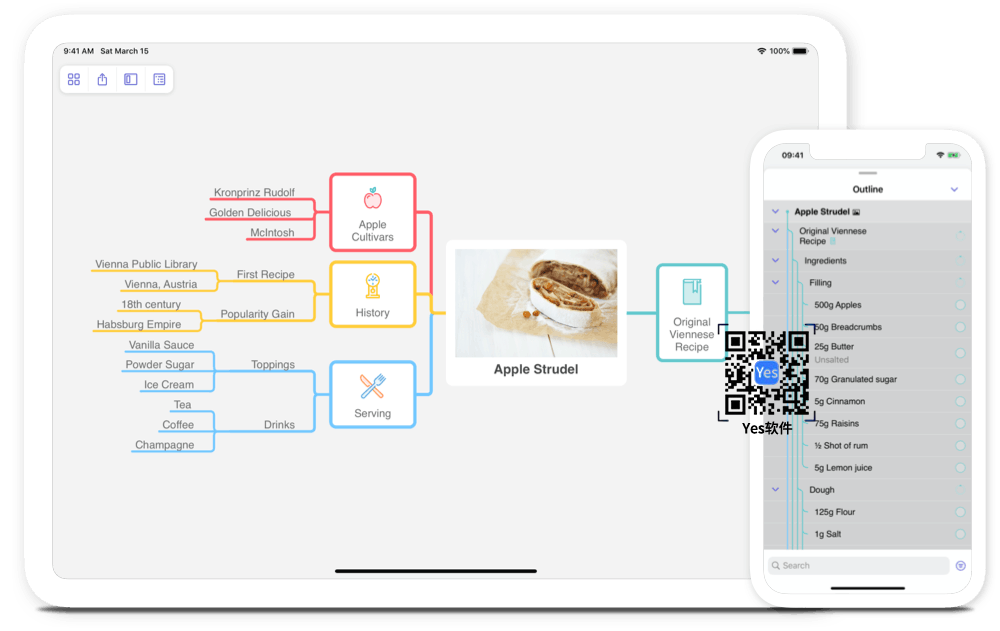 9:41 AM Sat March 15
100%
Kronprinz Rudolf
Golden Delicious
McIntosh
Apple
Cultivars
Vienna Public Library
Vienna, Austria
First Recipe
18th century
Habsburg Empire
Popularity Gain
History
Vanilla Sauce
Powder Sugar
Ice Cream
Toppings
Tea
Coffee
Champagne
Drinks
Serving
Apple Strudel
Original
Viennese
Recipe
Yes
Yes软件
09:41
Outline
Apple Strudel
Original Viennese
Recipe
Ingredients
Filling
500g Apples
50g Breadcrumbs
25g Butter
Unsalted
70g Granulated sugar
5g Cinnamon
75g Raisins
½ Shot of rum
5g Lemon juice
Dough
125g Flour
1g Salt
Search